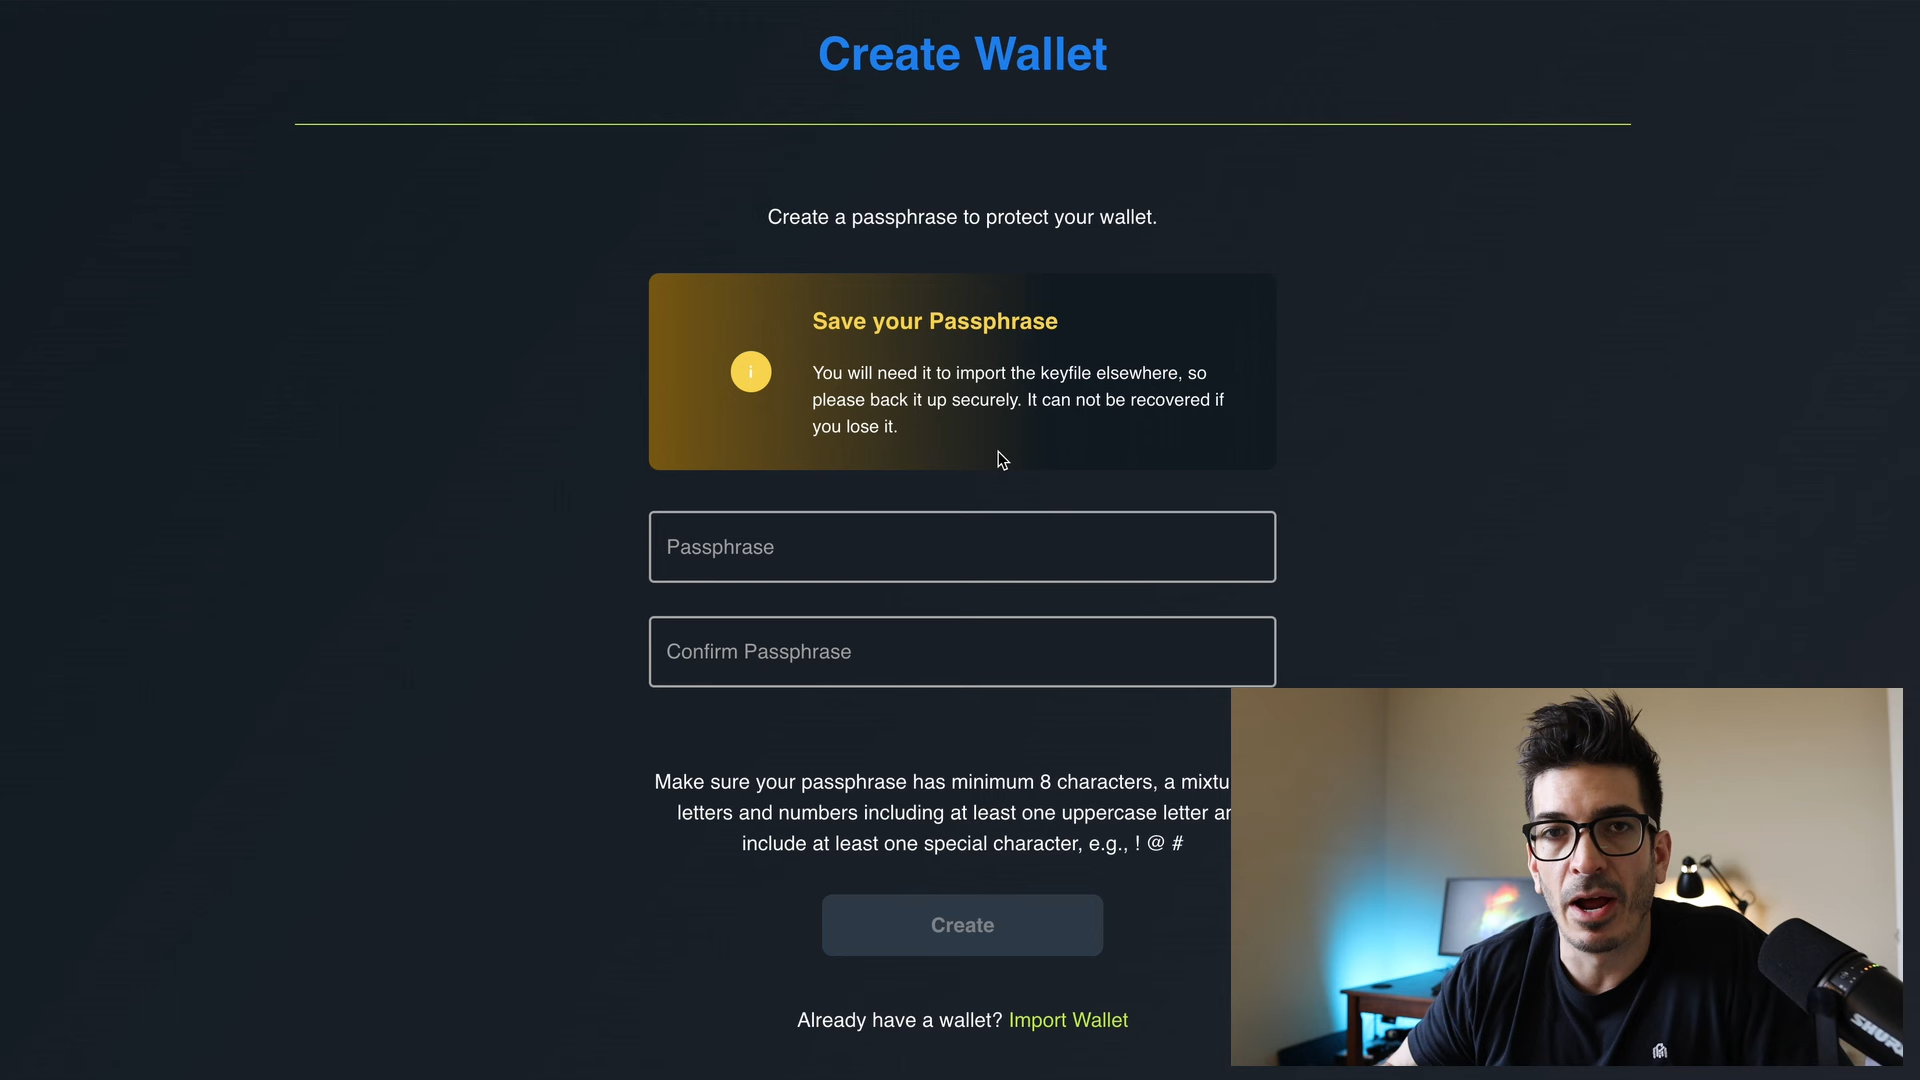 Create Wallet
Create a passphrase to protect your wallet.
Save your Passphrase
i
You will need it to import the keyfile elsewhere, so
please back it up securely. It can not be recovered if
you lose it.
Passphrase
Confirm Passphrase
Make sure your passphrase has minimum 8 characters, a
letters and numbers including at least one uppercase letter
include at least one special character, e.g., ! @ #
Create
Already have a wallet? Import Wallet
SHURE